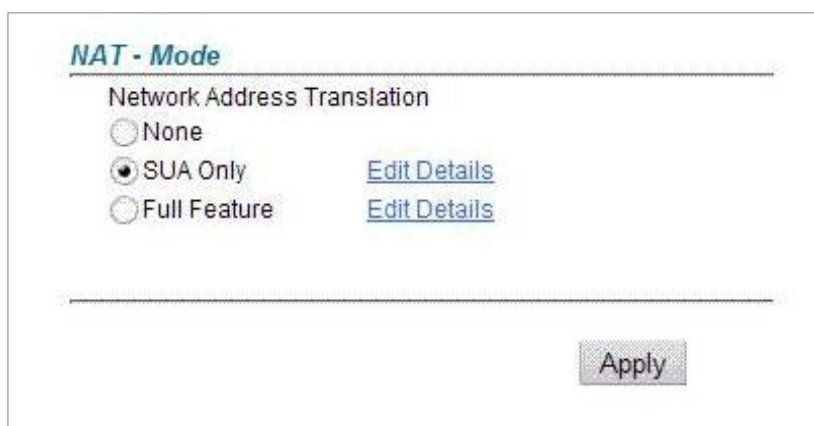 NAT - Mode
Network Address Translation
None
SUA Only Edit Details
Full Feature Edit Details
Apply